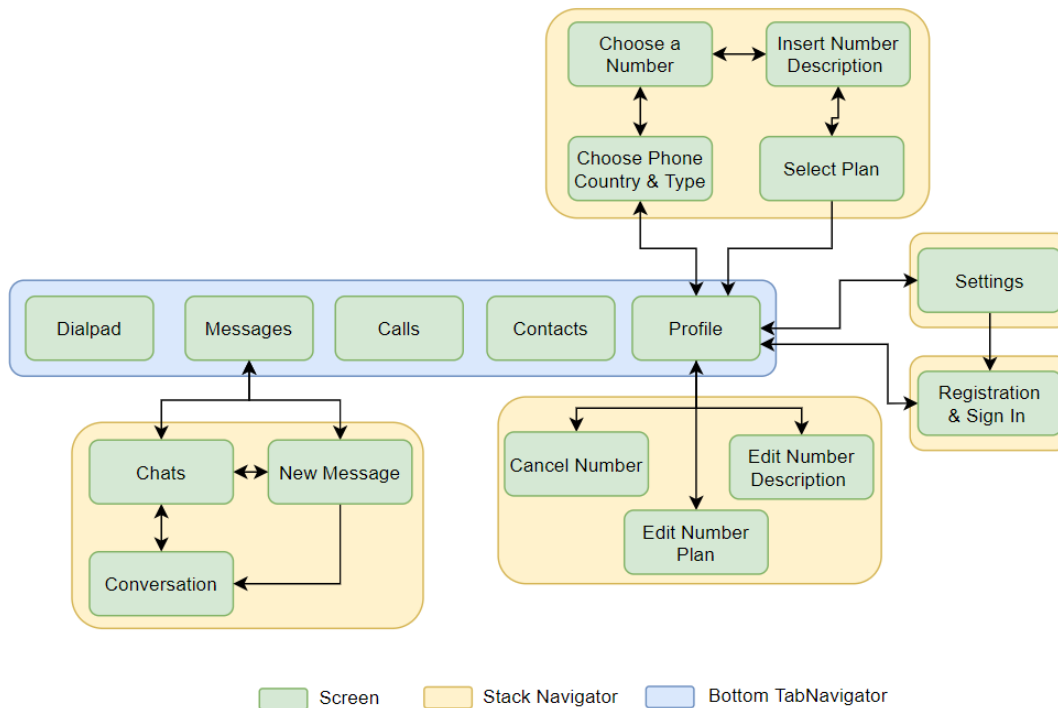 Choose a
Number
Insert Number
Description
Choose Phone
Country & Type
Select Plan
Settings
Dialpad
Messages
Calls
Contacts
Profile
Registration
& Sign In
Chats
New Message
Cancel Number
Edit Number
Description
Edit Number
Plan
Conversation
Screen
Stack Navigator
Bottom TabNavigator